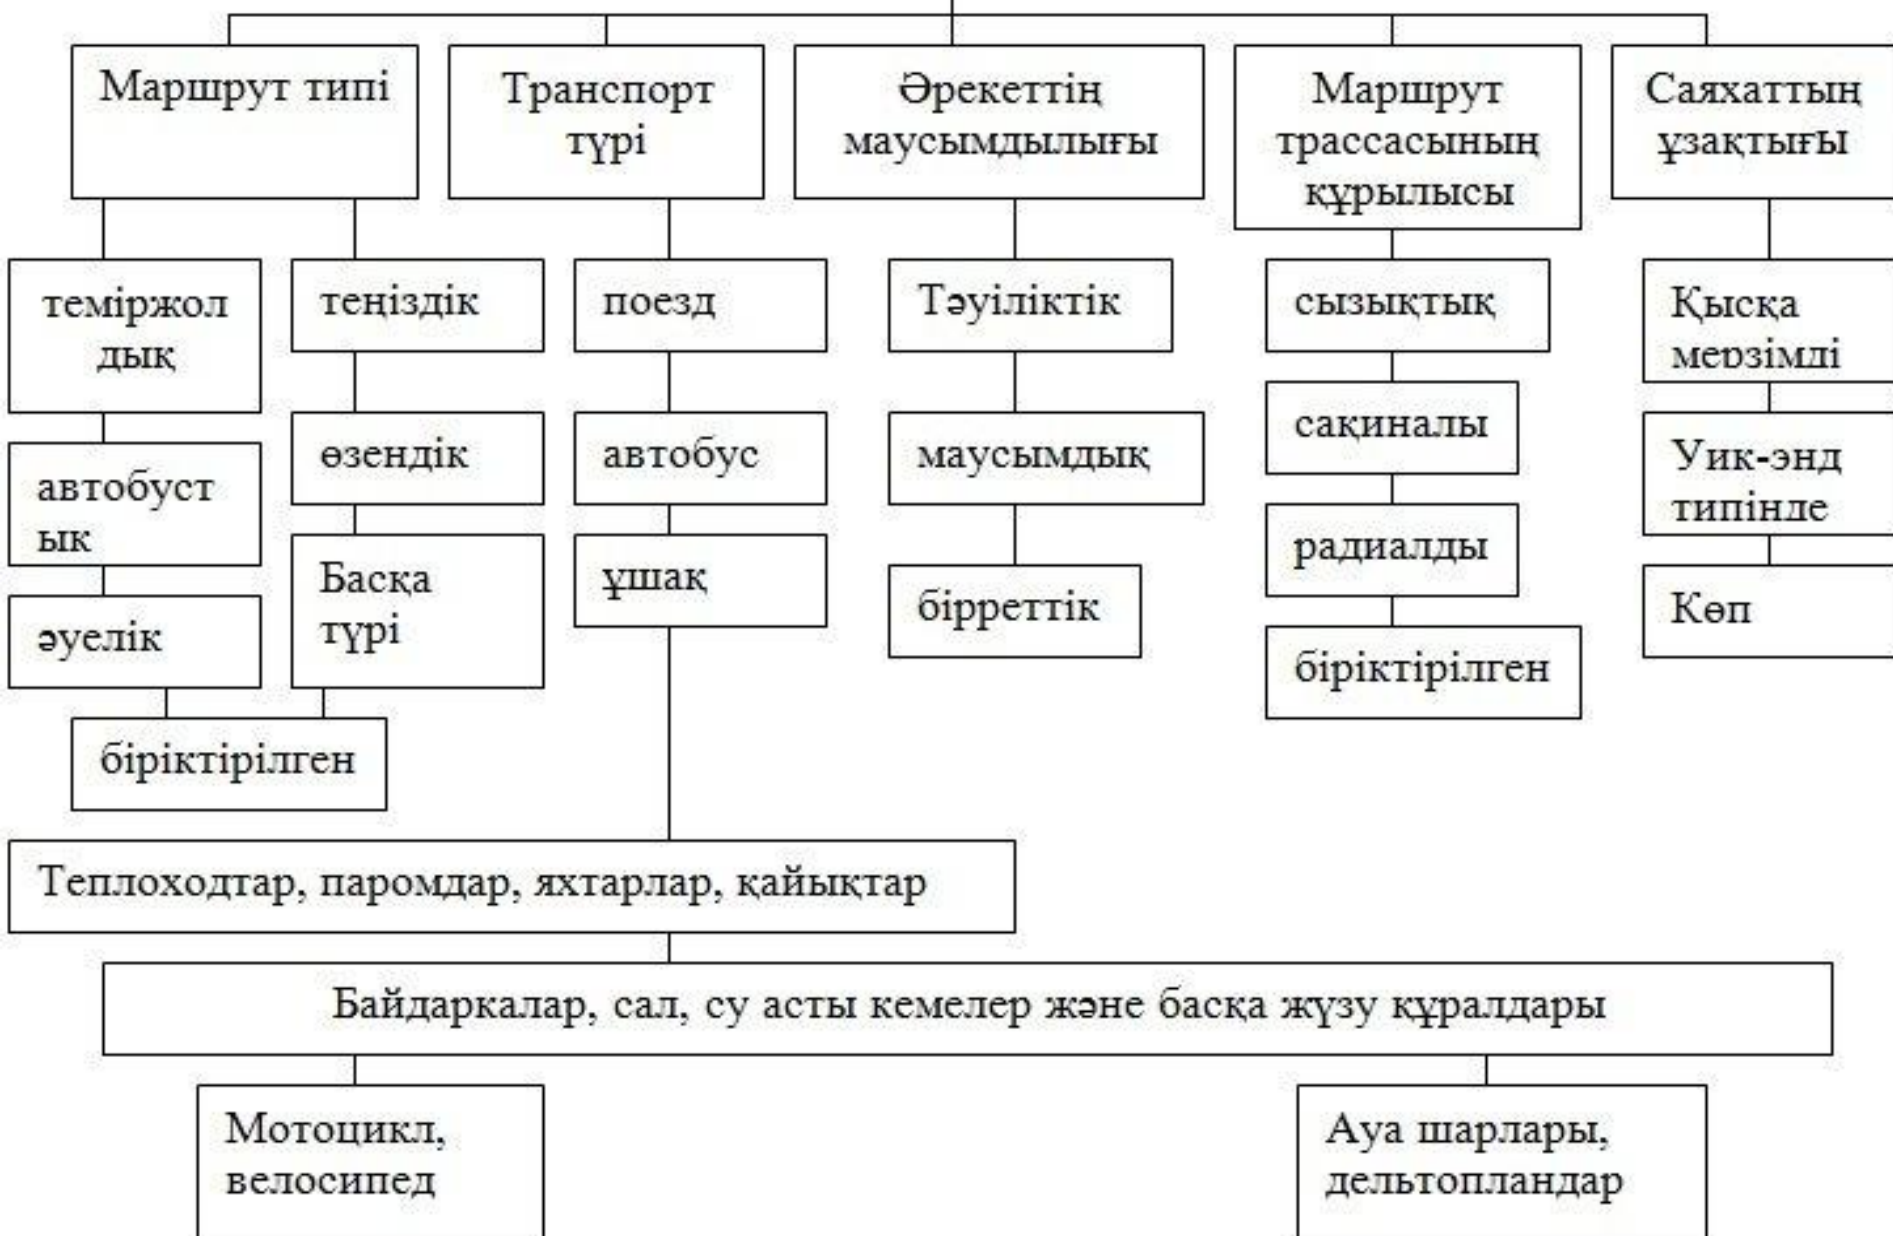 Маршрут типі
Транспорт
түрі
Әрекеттің
маусымдылығы
Маршрут
трассасының
құрылысы
Саяхаттың
ұзақтығы
теміржол
дық
автобуст
ык
әуелік
теңіздік
өзендік
Басқа
түрі
біріктірілген
поезд
автобус
ұшақ
Тәуіліктік
маусымдық
бірреттік
сызықтық
сақиналы
радиалды
біріктірілген
Қысқа
мерзімді
Уик-энд
типінде
Көп
Теплоходтар, паромдар, яхтарлар, қайықтар
Байдаркалар, сал, су асты кемелер және басқа жүзу құралдары
Мотоцикл,
велосипед
Ауа шарлары,
дельтопландар